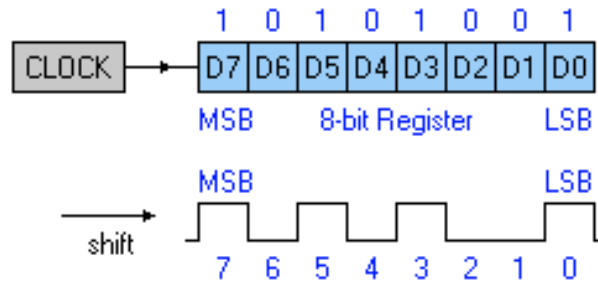 1 0 1 0 1 0 0 1
CLOCK D7 D6 D5 D4 D3 D2 D1 D0
MSB 8-bit Register LSB
MSB LSB
shift
7 6 5 4 3 2 1 0